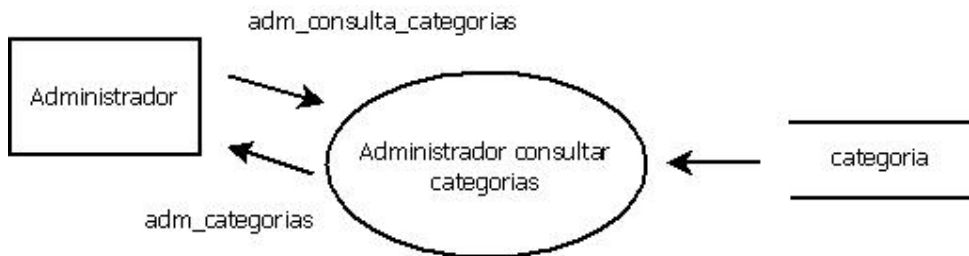 adm_consulta_categorias
Administrador
Administrador consultar
categorias
categoria
adm_categorias